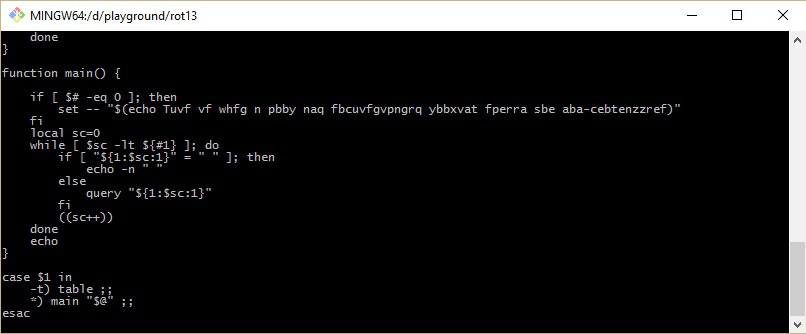 MINGW64:/d/playground/rot13
    done
}
function main() {
    if [ $# -eq 0 ]; then
        set -- "$(echo Tuvf vf whfg n pbby naq fbcuvfgvpngrq ybbxvat fperra sbe aba-cebtenzzref)"
    fi
    local sc=0
    while [ $sc -lt ${#1} ]; do
        if [ "${1:$sc:1}" = " " ]; then
            echo -n " "
        else
            query "${1:$sc:1}"
        fi
        ((sc++))
    done
    echo
}
case $1 in
    -t) table ;;
    *) main "$@" ;;
esac